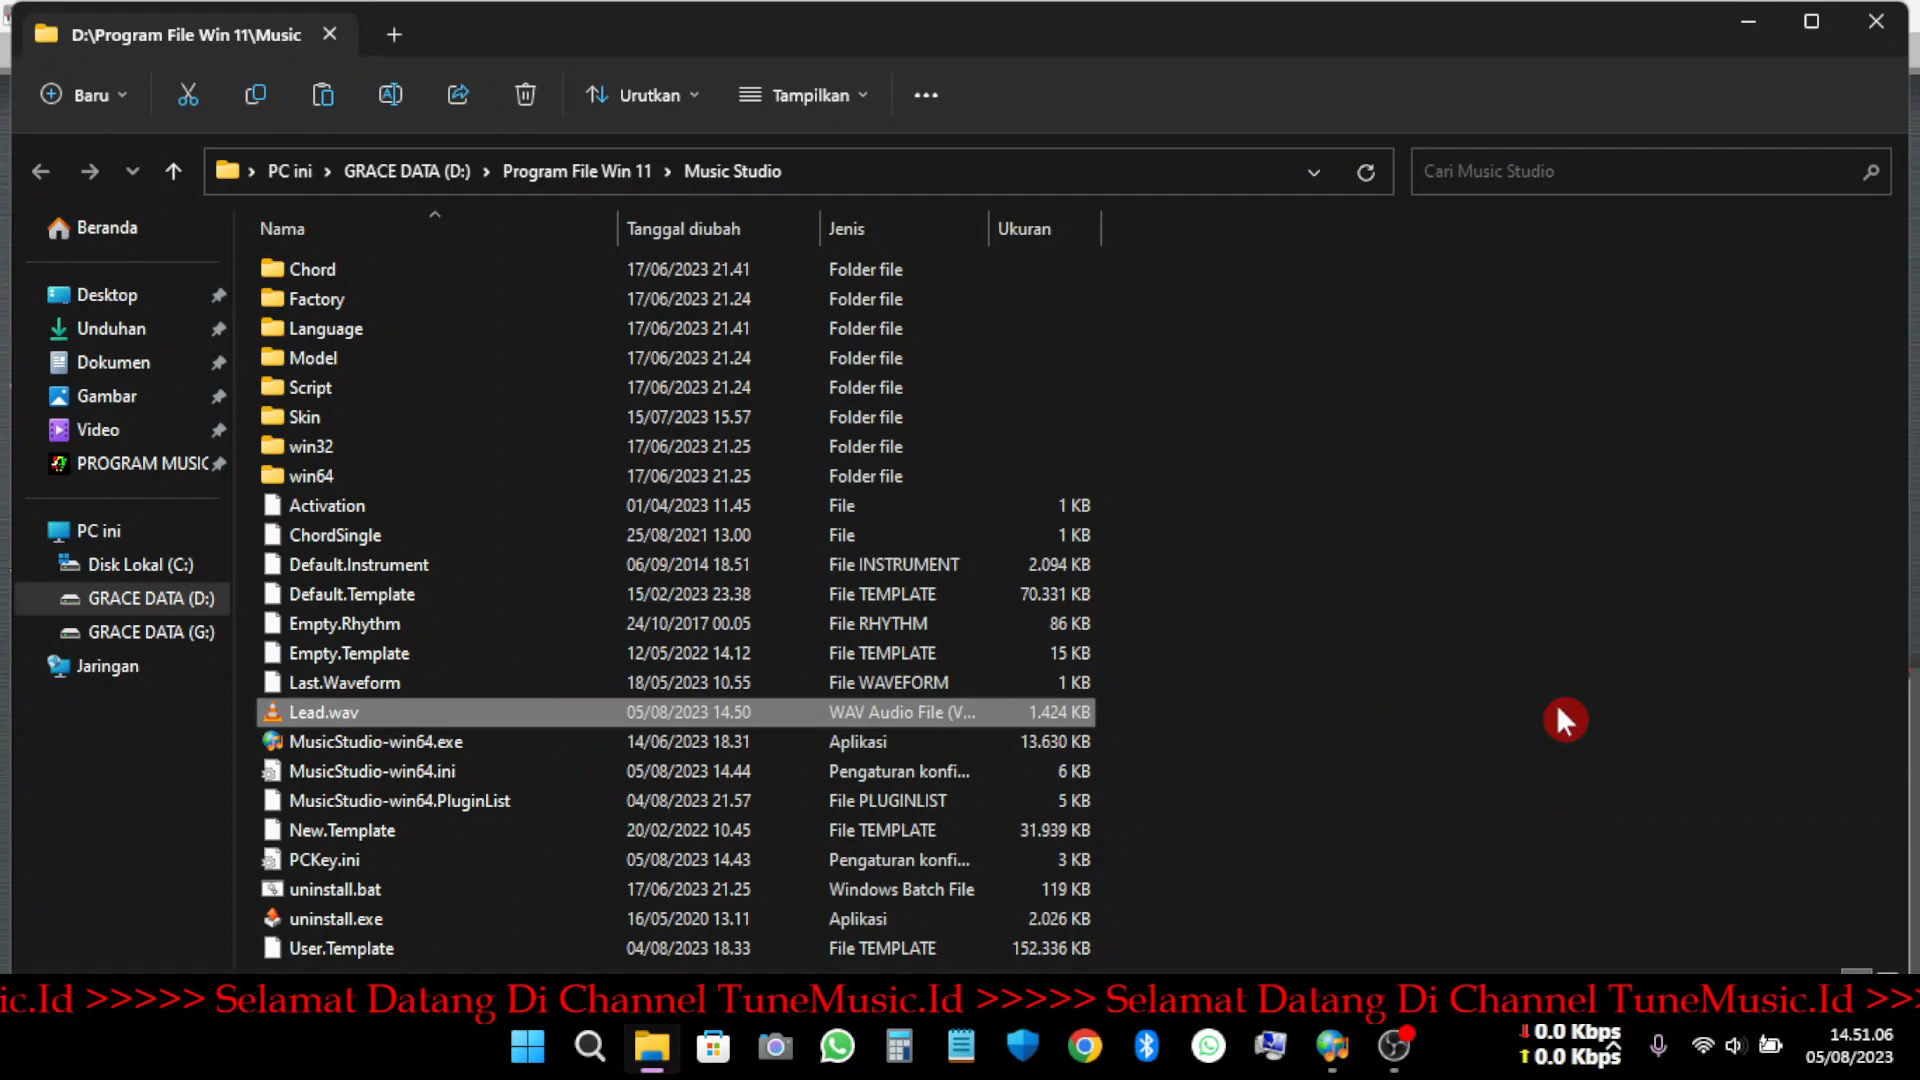 D:\Program File Win 11\Music
Baru
Urutkan
Tampilkan
PC ini
GRACE DATA (D:)
Program File Win 11
Music Studio
Cari Music Studio
Beranda
Desktop
Unduhan
Dokumen
Gambar
Video
PROGRAM MUSIC
PC ini
Disk Lokal (C:)
GRACE DATA (D:)
GRACE DATA (G:)
Jaringan
Nama Tanggal diubah Jenis Ukuran
Chord 17/06/2023 21.41 Folder file
Factory 17/06/2023 21.24 Folder file
Language 17/06/2023 21.41 Folder file
Model 17/06/2023 21.24 Folder file
Script 17/06/2023 21.24 Folder file
Skin 15/07/2023 15.57 Folder file
win32 17/06/2023 21.25 Folder file
win64 17/06/2023 21.25 Folder file
Activation 01/04/2023 11.45 File 1 KB
ChordSingle 25/08/2021 13.00 File 1 KB
Default.Instrument 06/09/2014 18.51 File INSTRUMENT 2.094 KB
Default.Template 15/02/2023 23.38 File TEMPLATE 70.331 KB
Empty.Rhythm 24/10/2017 00.05 File RHYTHM 86 KB
Empty.Template 12/05/2022 14.12 File TEMPLATE 15 KB
Last.Waveform 18/05/2023 10.55 File WAVEFORM 1 KB
Lead.wav 05/08/2023 14.50 WAV Audio File (V... 1.424 KB
MusicStudio-win64.exe 14/06/2023 18.31 Aplikasi 13.630 KB
MusicStudio-win64.ini 05/08/2023 14.44 Pengaturan konfi... 6 KB
MusicStudio-win64.PluginList 04/08/2023 21.57 File PLUGINLIST 5 KB
New.Template 20/02/2022 10.45 File TEMPLATE 31.939 KB
PCKey.ini 05/08/2023 14.43 Pengaturan konfi... 3 KB
uninstall.bat 17/06/2023 21.25 Windows Batch File 119 KB
uninstall.exe 16/05/2020 13.11 Aplikasi 2.026 KB
User.Template 04/08/2023 18.33 File TEMPLATE 152.336 KB
ic.Id >>>>> Selamat Datang Di Channel TuneMusic.Id >>>>> Selamat Datang Di Channel TuneMusic.Id >>
0.0 Kbps
0.0 Kbps
14.51.06
05/08/2023